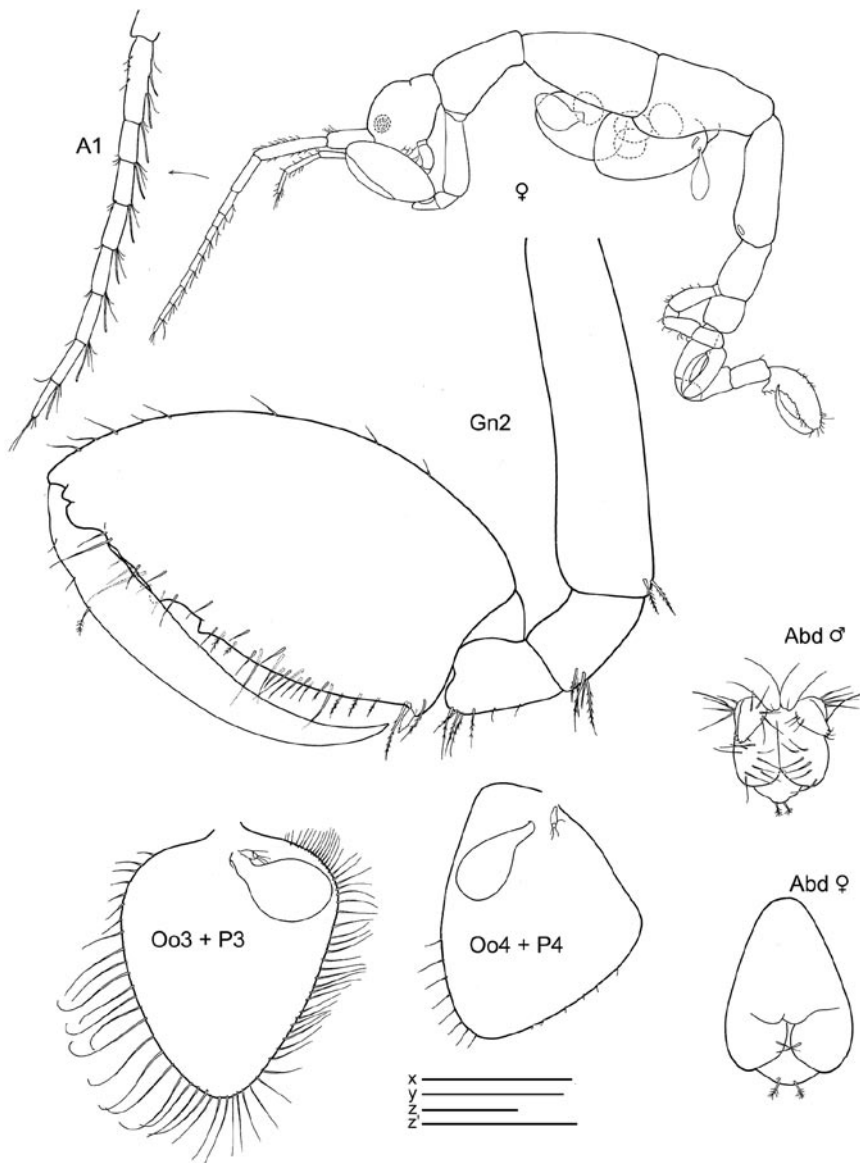 A1
♀
Gn2
Abd ♂
Oo3 + P3
Oo4 + P4
Abd ♀
x
y
z
z'